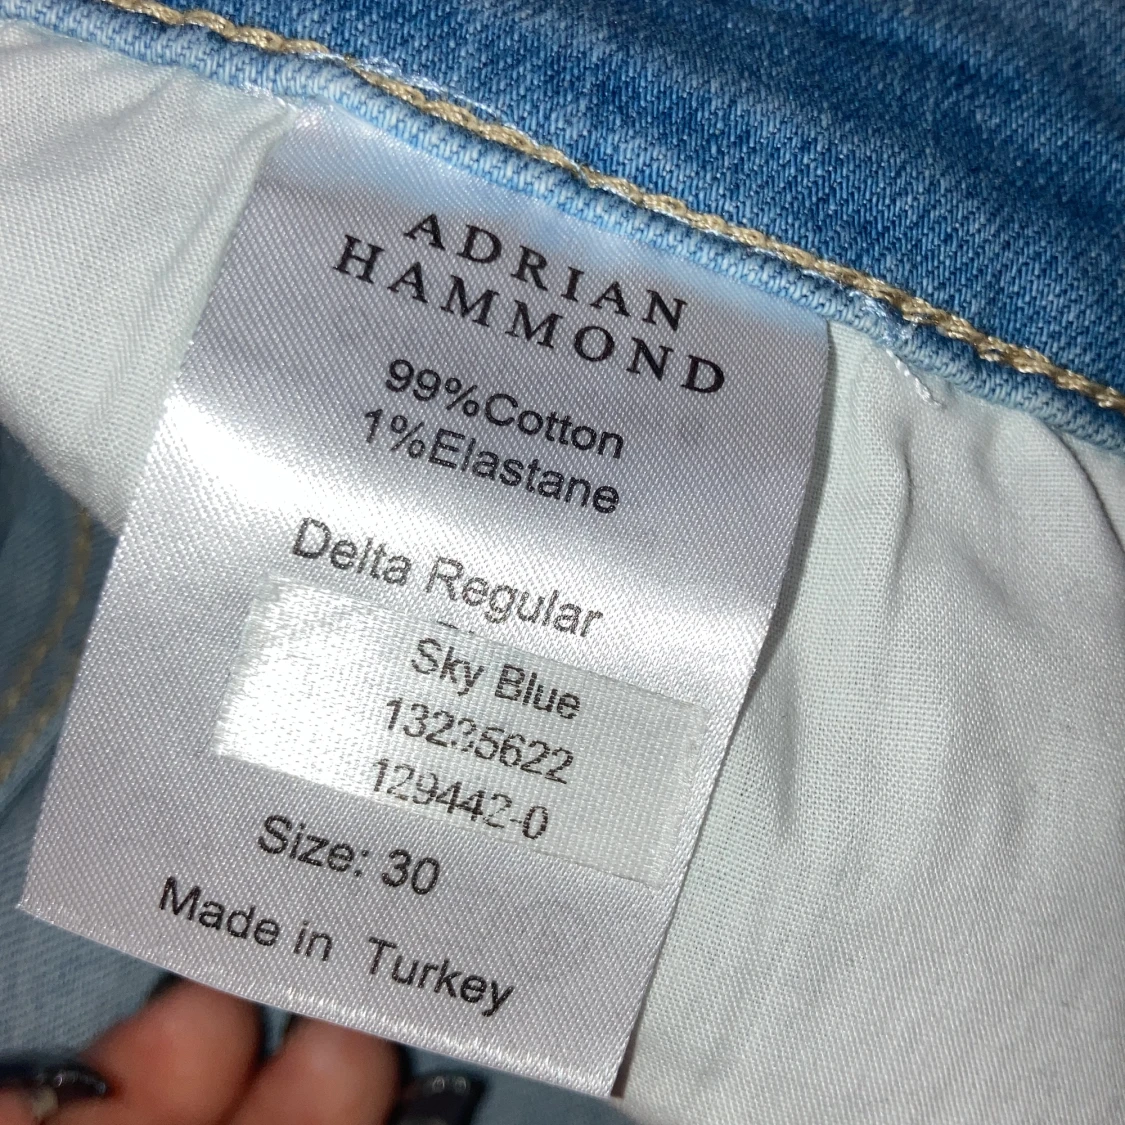 ADRIAN
HAMMOND
99%Cotton
1%Elastane
Delta Regular
Sky Blue
13235622
129442-0
Size: 30
Made in Turkey